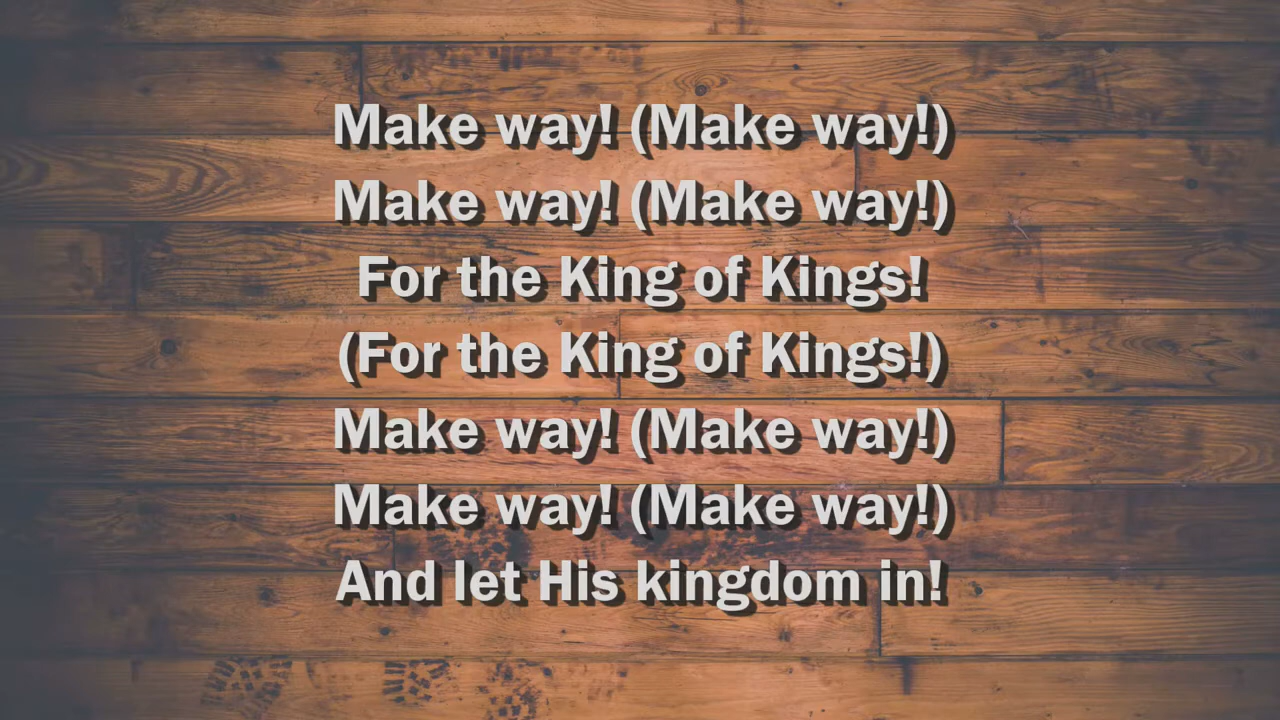 Make way! (Make way!)
Make way! (Make way!)
For the King of Kings!
(For the King of Kings!)
Make way! (Make way!)
Make way! (Make way!)
And let His kingdom in!